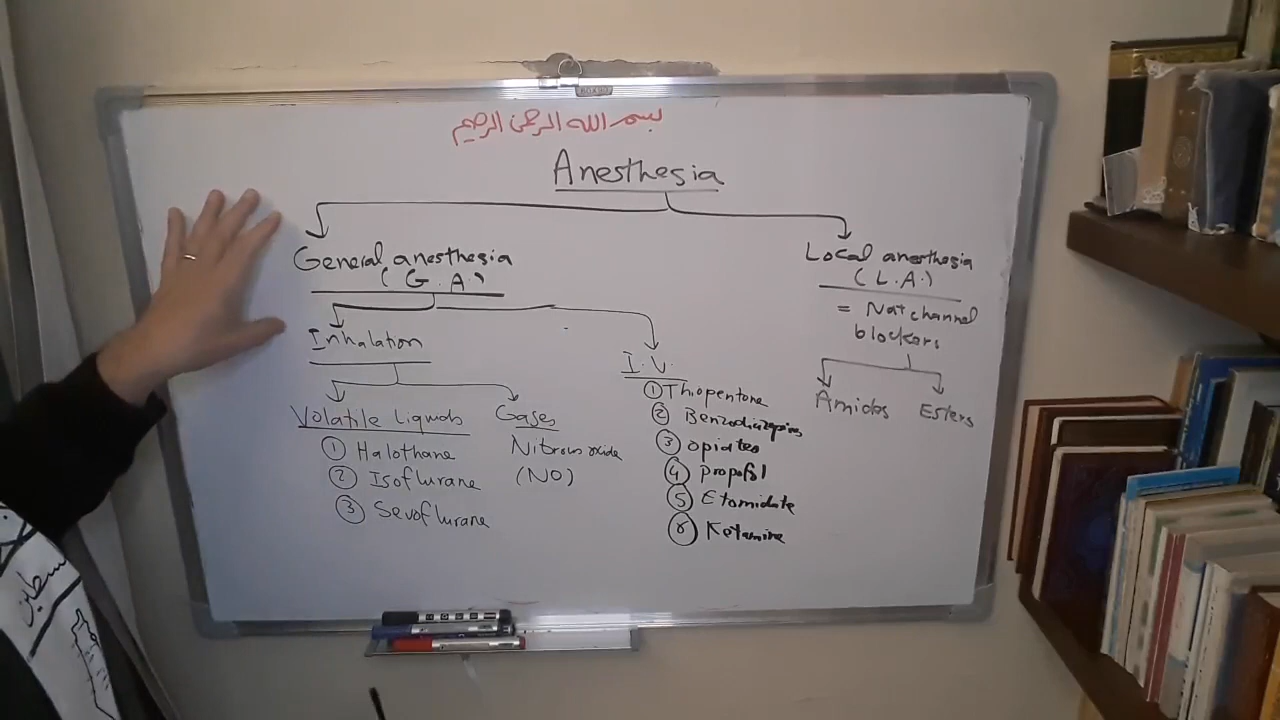 بسم الله الرحمن الرحيم
Anesthesia
General anesthesia
(G.A)
Inhalation
Volatile liquids
① Halothane
② Isoflurane
③ Sevoflurane
Gases
Nitrous oxide
(NO)
I.V.
① Thiopentone
② Benzodiazepines
③ opiates
④ propofol
⑤ Etomidate
⑥ Ketamine
Local anesthesia
(L.A.)
= Na+ channel
blockers
Amides
Esters